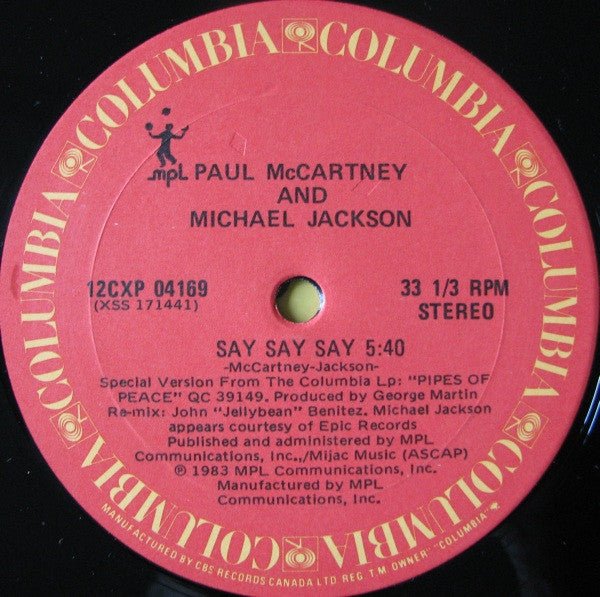 COLUMBIA COLUMBIA COLUMBIA COLUMBIA COLUMBIA COLUMBIA COLUMBIA
mpl PAUL McCARTNEY
AND
MICHAEL JACKSON
12CXP 04169
(XSS 171441)
33 1/3 RPM
STEREO
SAY SAY SAY 5:40
-McCartney-Jackson-
Special Version From The Columbia Lp: "PIPES OF
PEACE" QC 39149. Produced by George Martin
Re-mix: John "Jellybean" Benitez. Michael Jackson
appears courtesy of Epic Records
Published and administered by MPL
Communications, Inc.,/Mijac Music (ASCAP)
℗ 1983 MPL Communications, Inc.
Manufactured by MPL
Communications, Inc.
MANUFACTURED BY CBS RECORDS CANADA LTD REG T M OWNER "COLUMBIA"